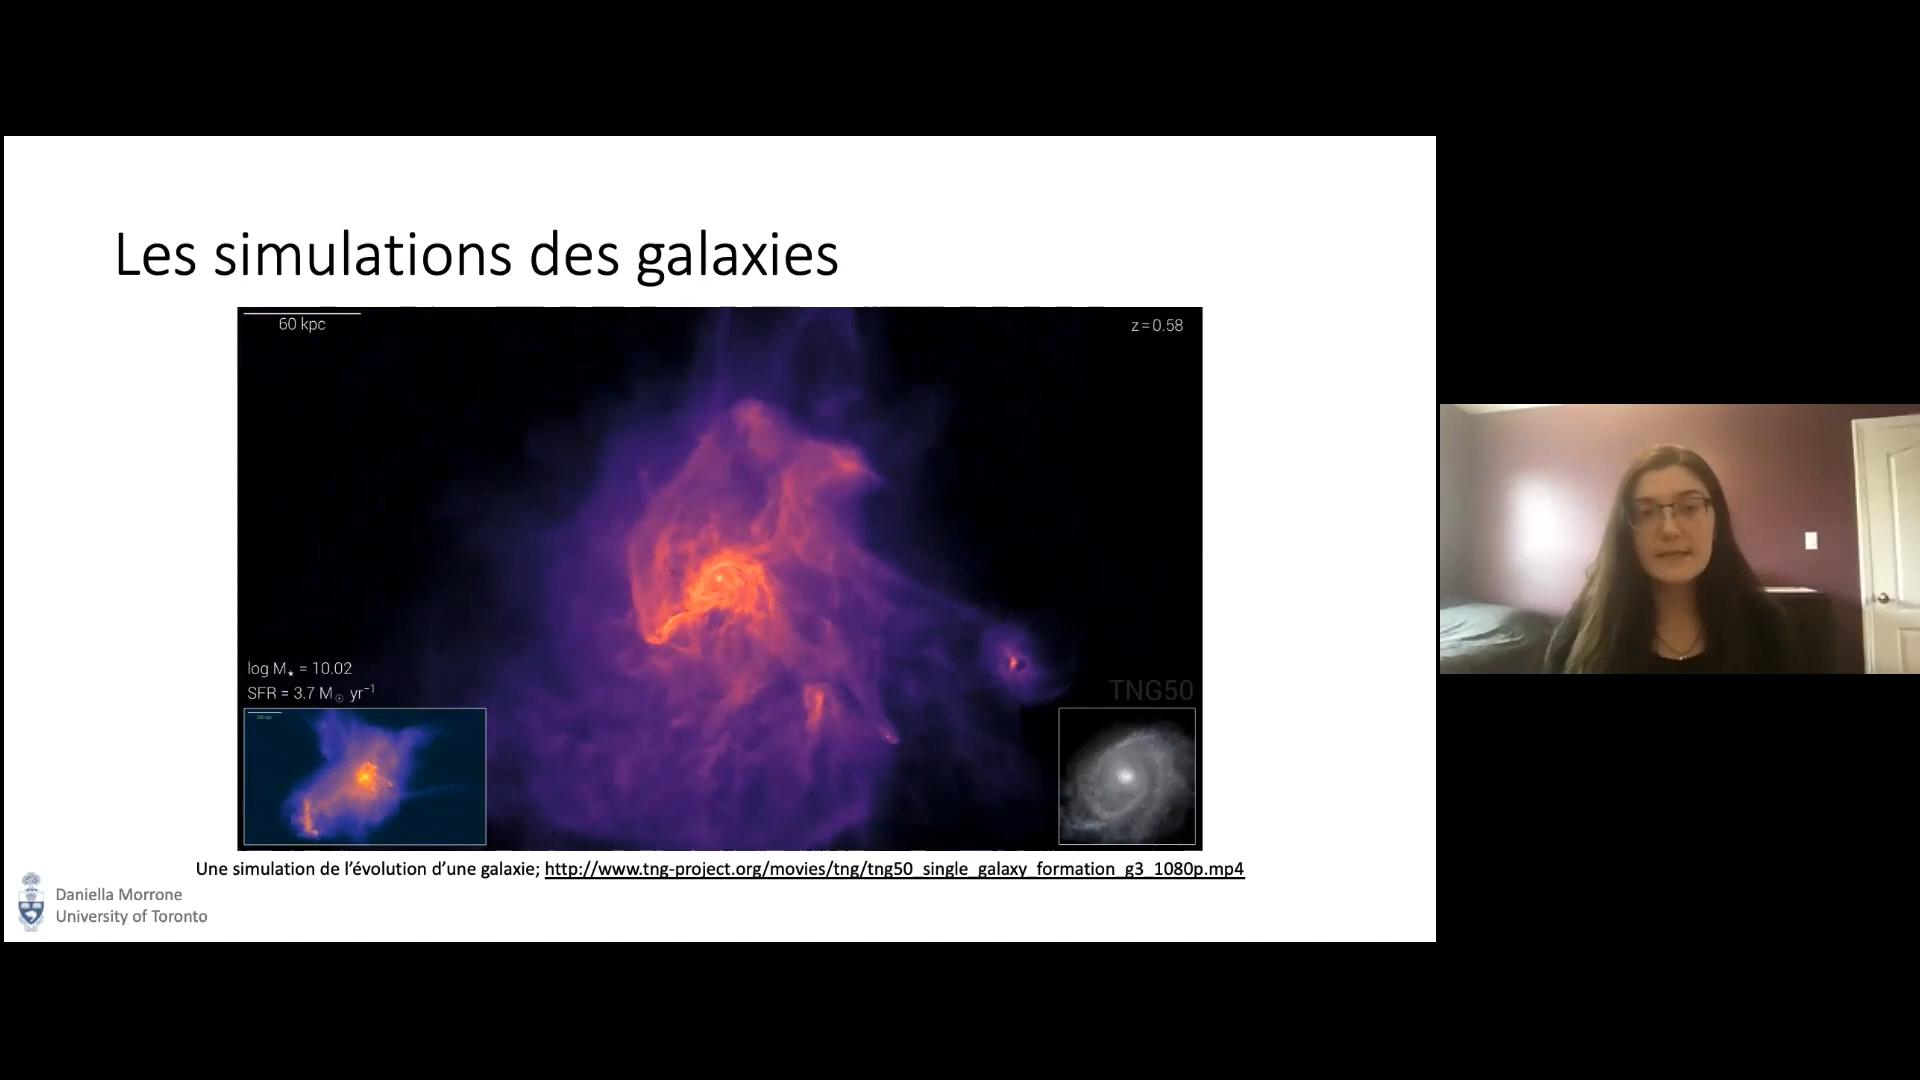 Les simulations des galaxies
60 kpc
z = 0.58
log M⋆ = 10.02
SFR = 3.7 M☉ yr⁻¹
TNG50
Une simulation de l’évolution d’une galaxie; http://www.tng-project.org/movies/tng/tng50_single_galaxy_formation_g3_1080p.mp4
Daniella Morrone
University of Toronto